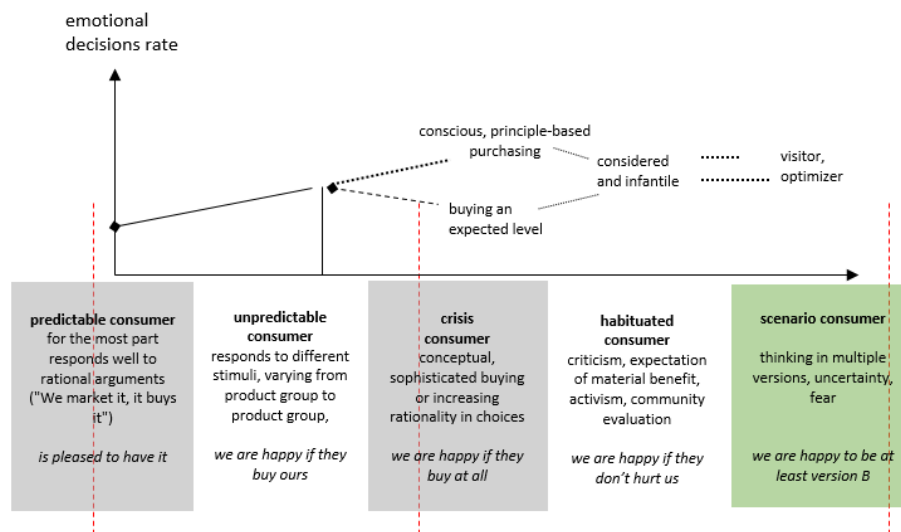 emotional
decisions rate
conscious, principle-based
purchasing
considered
and infantile
visitor,
optimizer
buying an
expected level
predictable consumer
for the most part
responds well to
rational arguments
("We market it, it buys
it")
is pleased to have it
unpredictable
consumer
responds to different
stimuli, varying from
product group to
product group,
we are happy if they
buy ours
crisis
consumer
conceptual,
sophisticated buying
or increasing
rationality in choices
we are happy if they
buy at all
habituated
consumer
criticism, expectation
of material benefit,
activism, community
evaluation
we are happy if they
don't hurt us
scenario consumer
thinking in multiple
versions, uncertainty,
fear
we are happy to be at
least version B